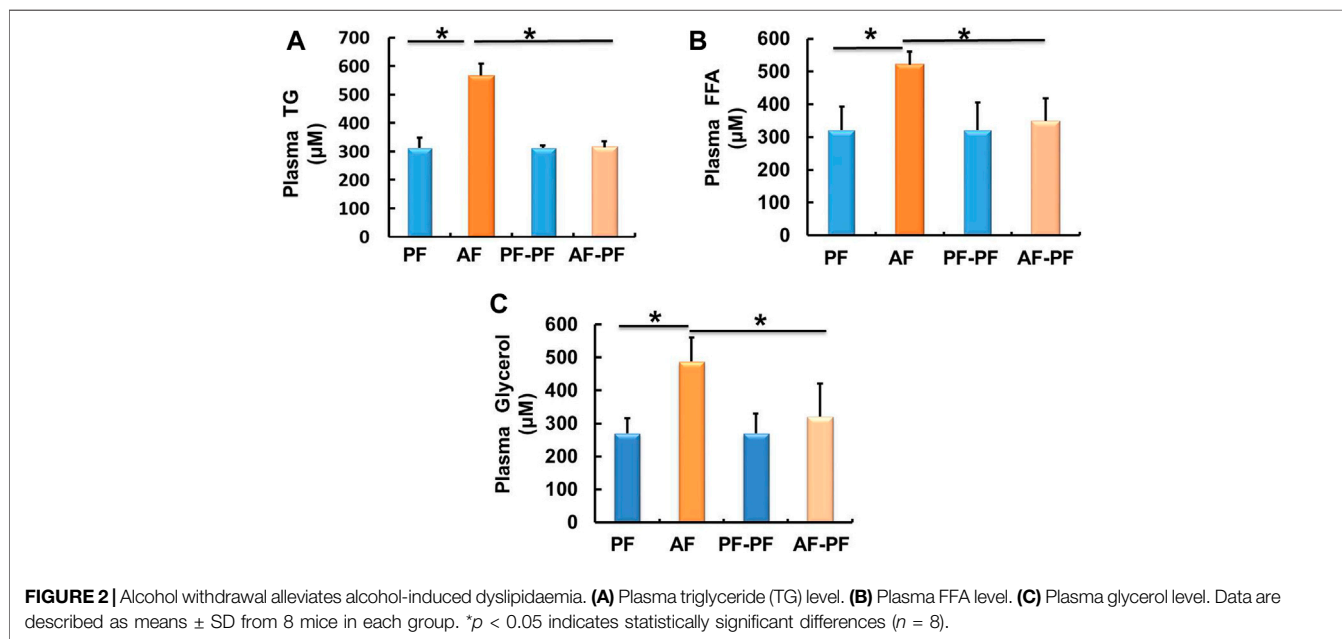 A
*
*
700
600
500
400
300
200
100
0
Plasma TG
(µM)
PF
AF
PF-PF
AF-PF
B
*
*
600
500
400
300
200
100
0
Plasma FFA
(µM)
PF
AF
PF-PF
AF-PF
C
*
*
600
500
400
300
200
100
0
Plasma Glycerol
(µM)
PF
AF
PF-PF
AF-PF
FIGURE 2 | Alcohol withdrawal alleviates alcohol-induced dyslipidaemia. (A) Plasma triglyceride (TG) level. (B) Plasma FFA level. (C) Plasma glycerol level. Data are
described as means ± SD from 8 mice in each group. *p < 0.05 indicates statistically significant differences (n = 8).